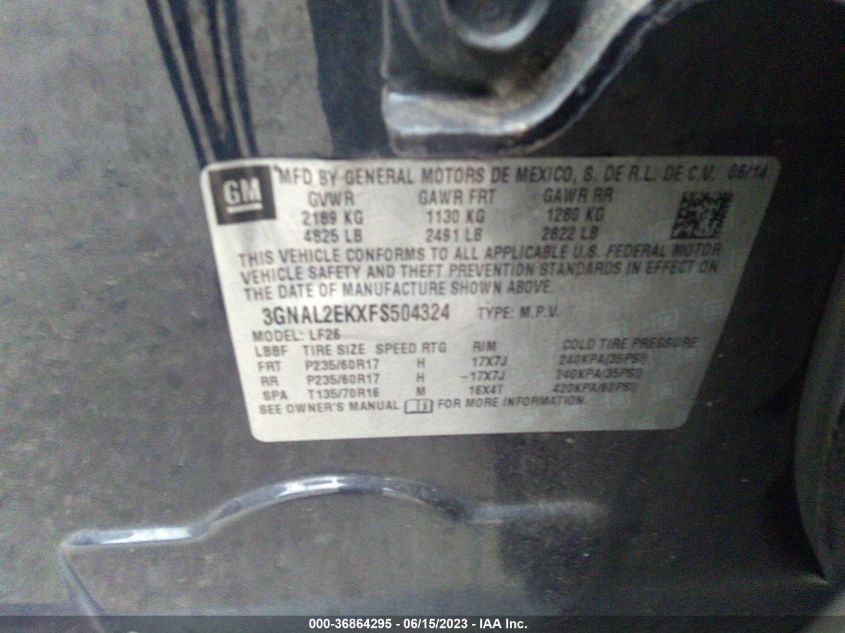 GM
MFD BY GENERAL MOTORS DE MEXICO, S. DE R.L. DE C.V. 06/14
GVWR GAWR FRT GAWR RR
2189 KG 1130 KG 1280 KG
4825 LB 2491 LB 2822 LB
THIS VEHICLE CONFORMS TO ALL APPLICABLE U.S. FEDERAL MOTOR
VEHICLE SAFETY AND THEFT PREVENTION STANDARDS IN EFFECT ON
THE DATE OF MANUFACTURE SHOWN ABOVE.
3GNAL2EKXFS504324 TYPE: M.P.V.
MODEL: LF26
LBBF TIRE SIZE SPEED RTG RIM COLD TIRE PRESSURE
FRT P235/60R17 H 17X7J 240KPA(35PSI)
RR P235/60R17 H 17X7J 240KPA(35PSI)
SPA T135/70R16 M 16X4T 420KPA(60PSI)
SEE OWNER'S MANUAL FOR MORE INFORMATION.
000-36864295 - 06/15/2023 - IAA Inc.